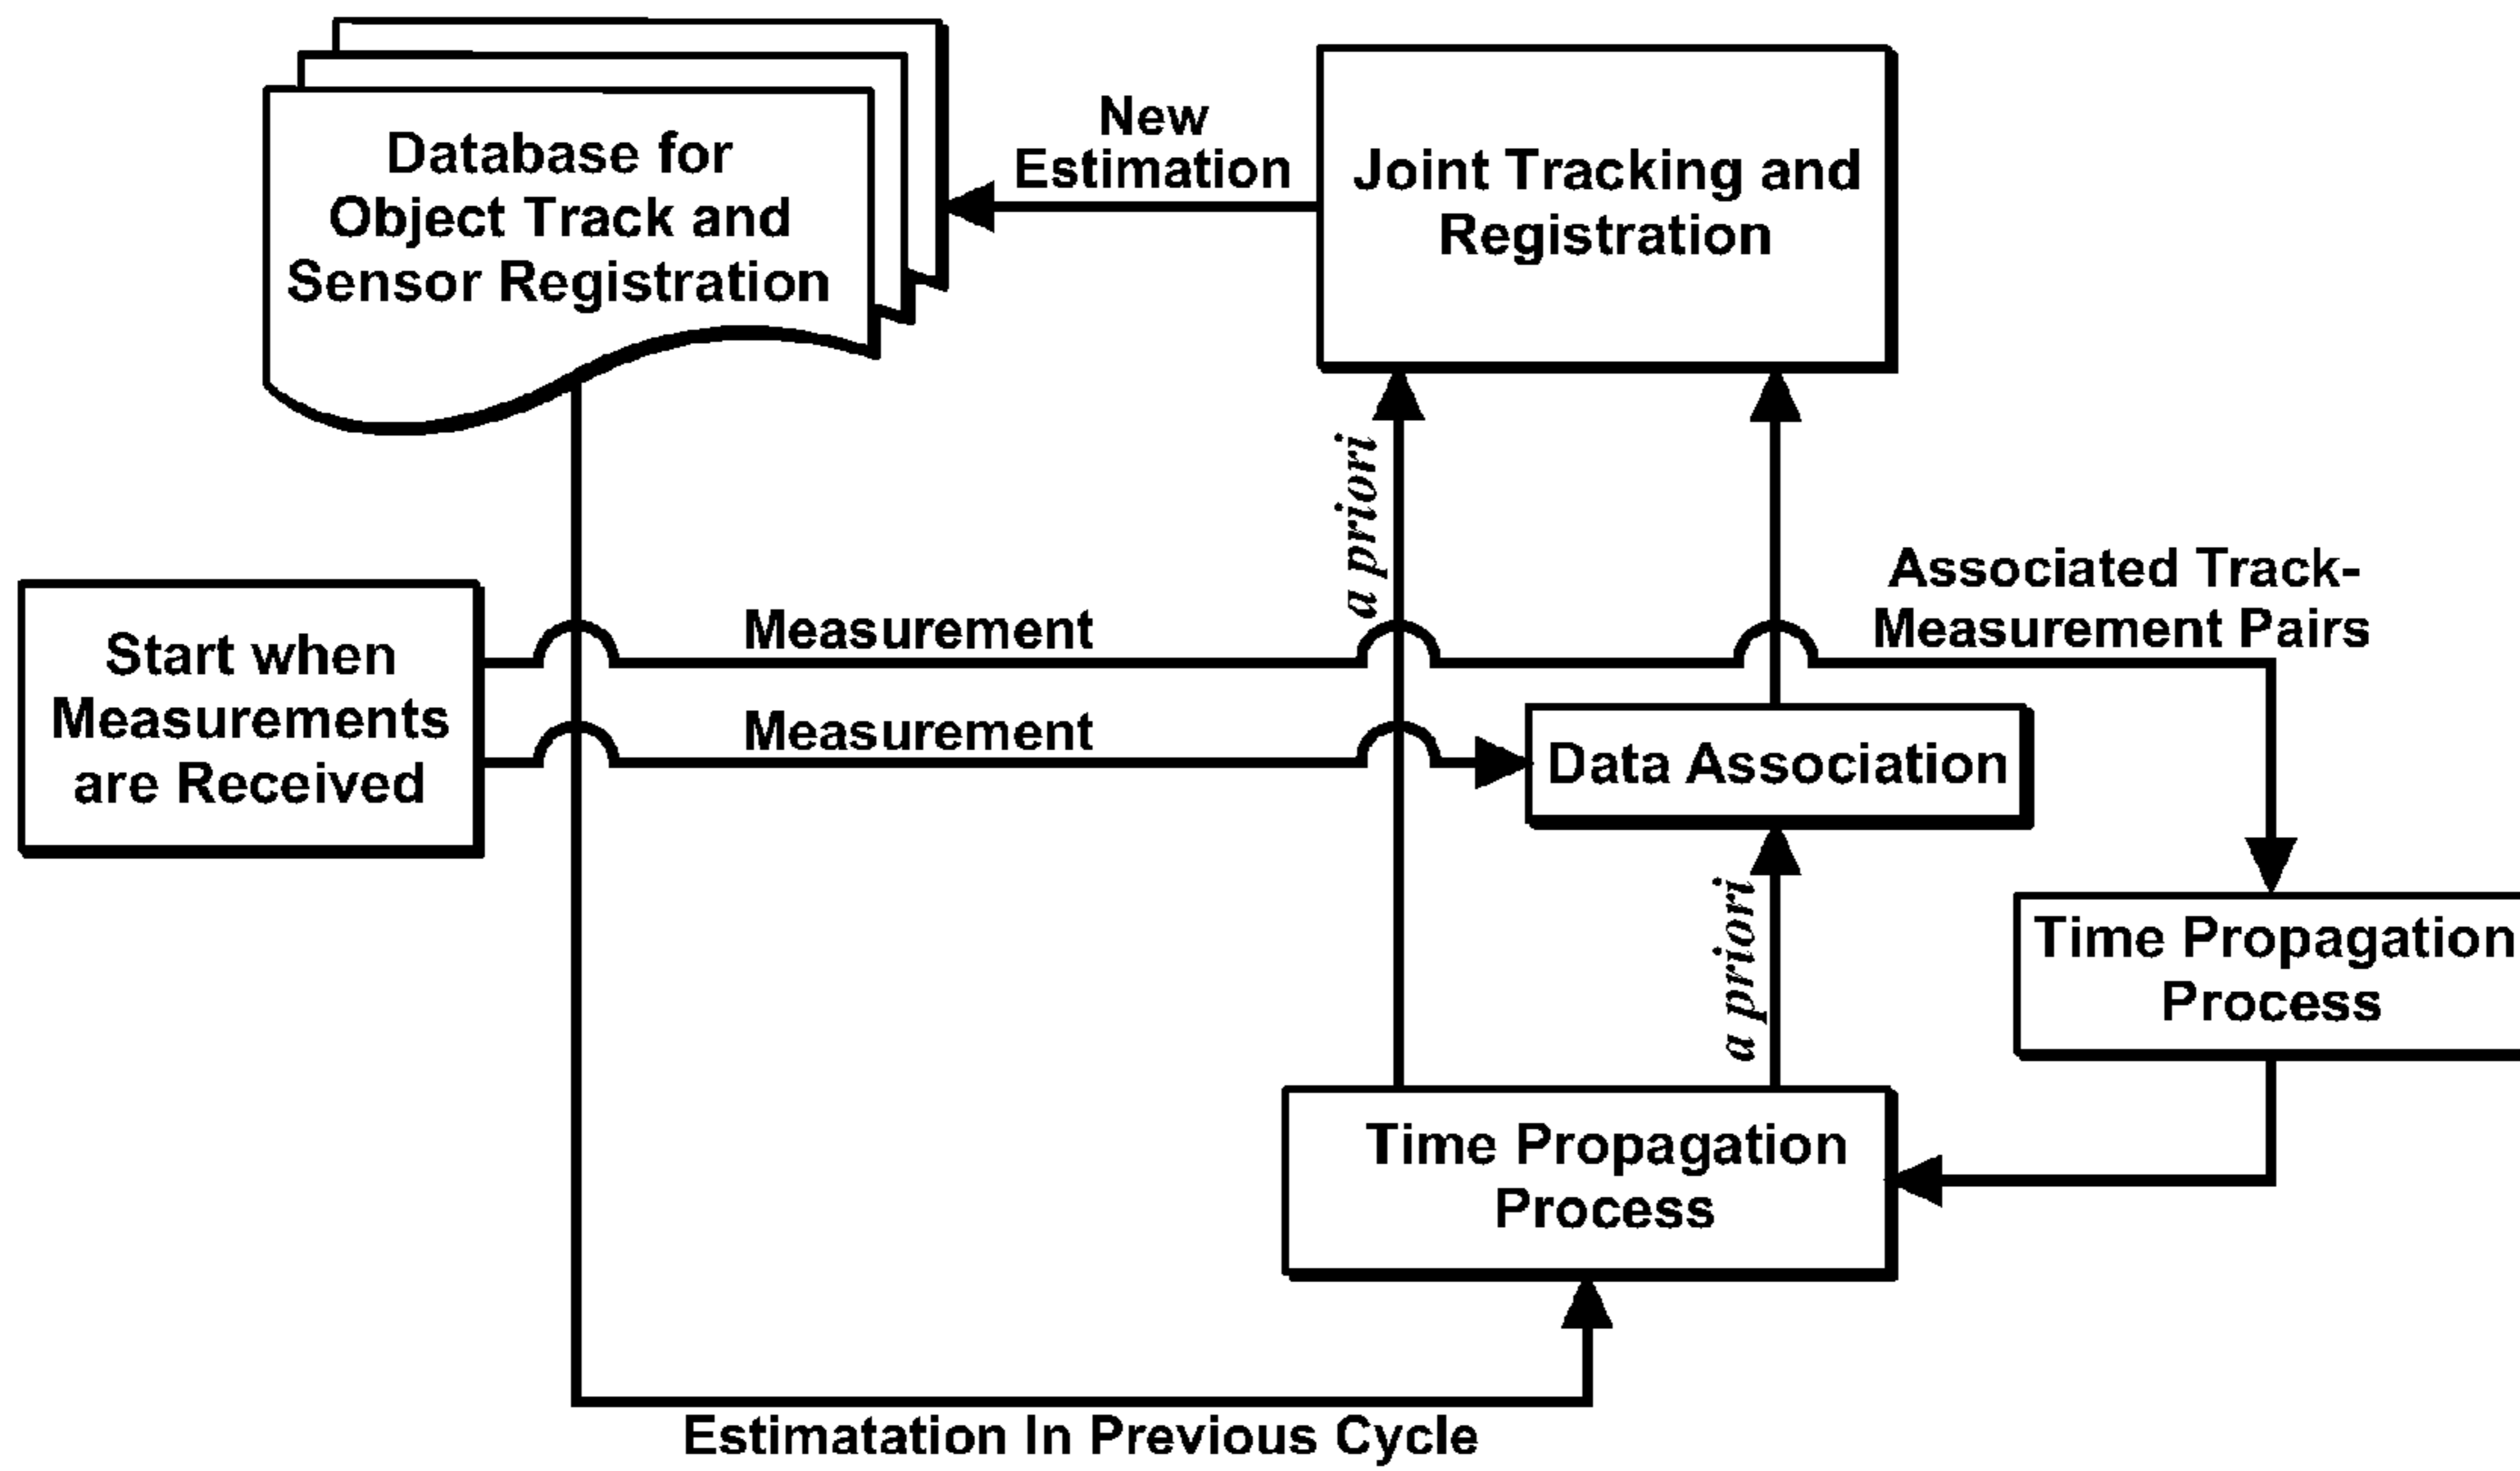 Database for
Object Track and
Sensor Registration
New
Estimation
Joint Tracking and
Registration
a priori
Associated Track-
Measurement Pairs
Start when
Measurements
are Received
Measurement
Measurement
Data Association
a priori
Time Propagation
Process
Time Propagation
Process
Estimatation In Previous Cycle